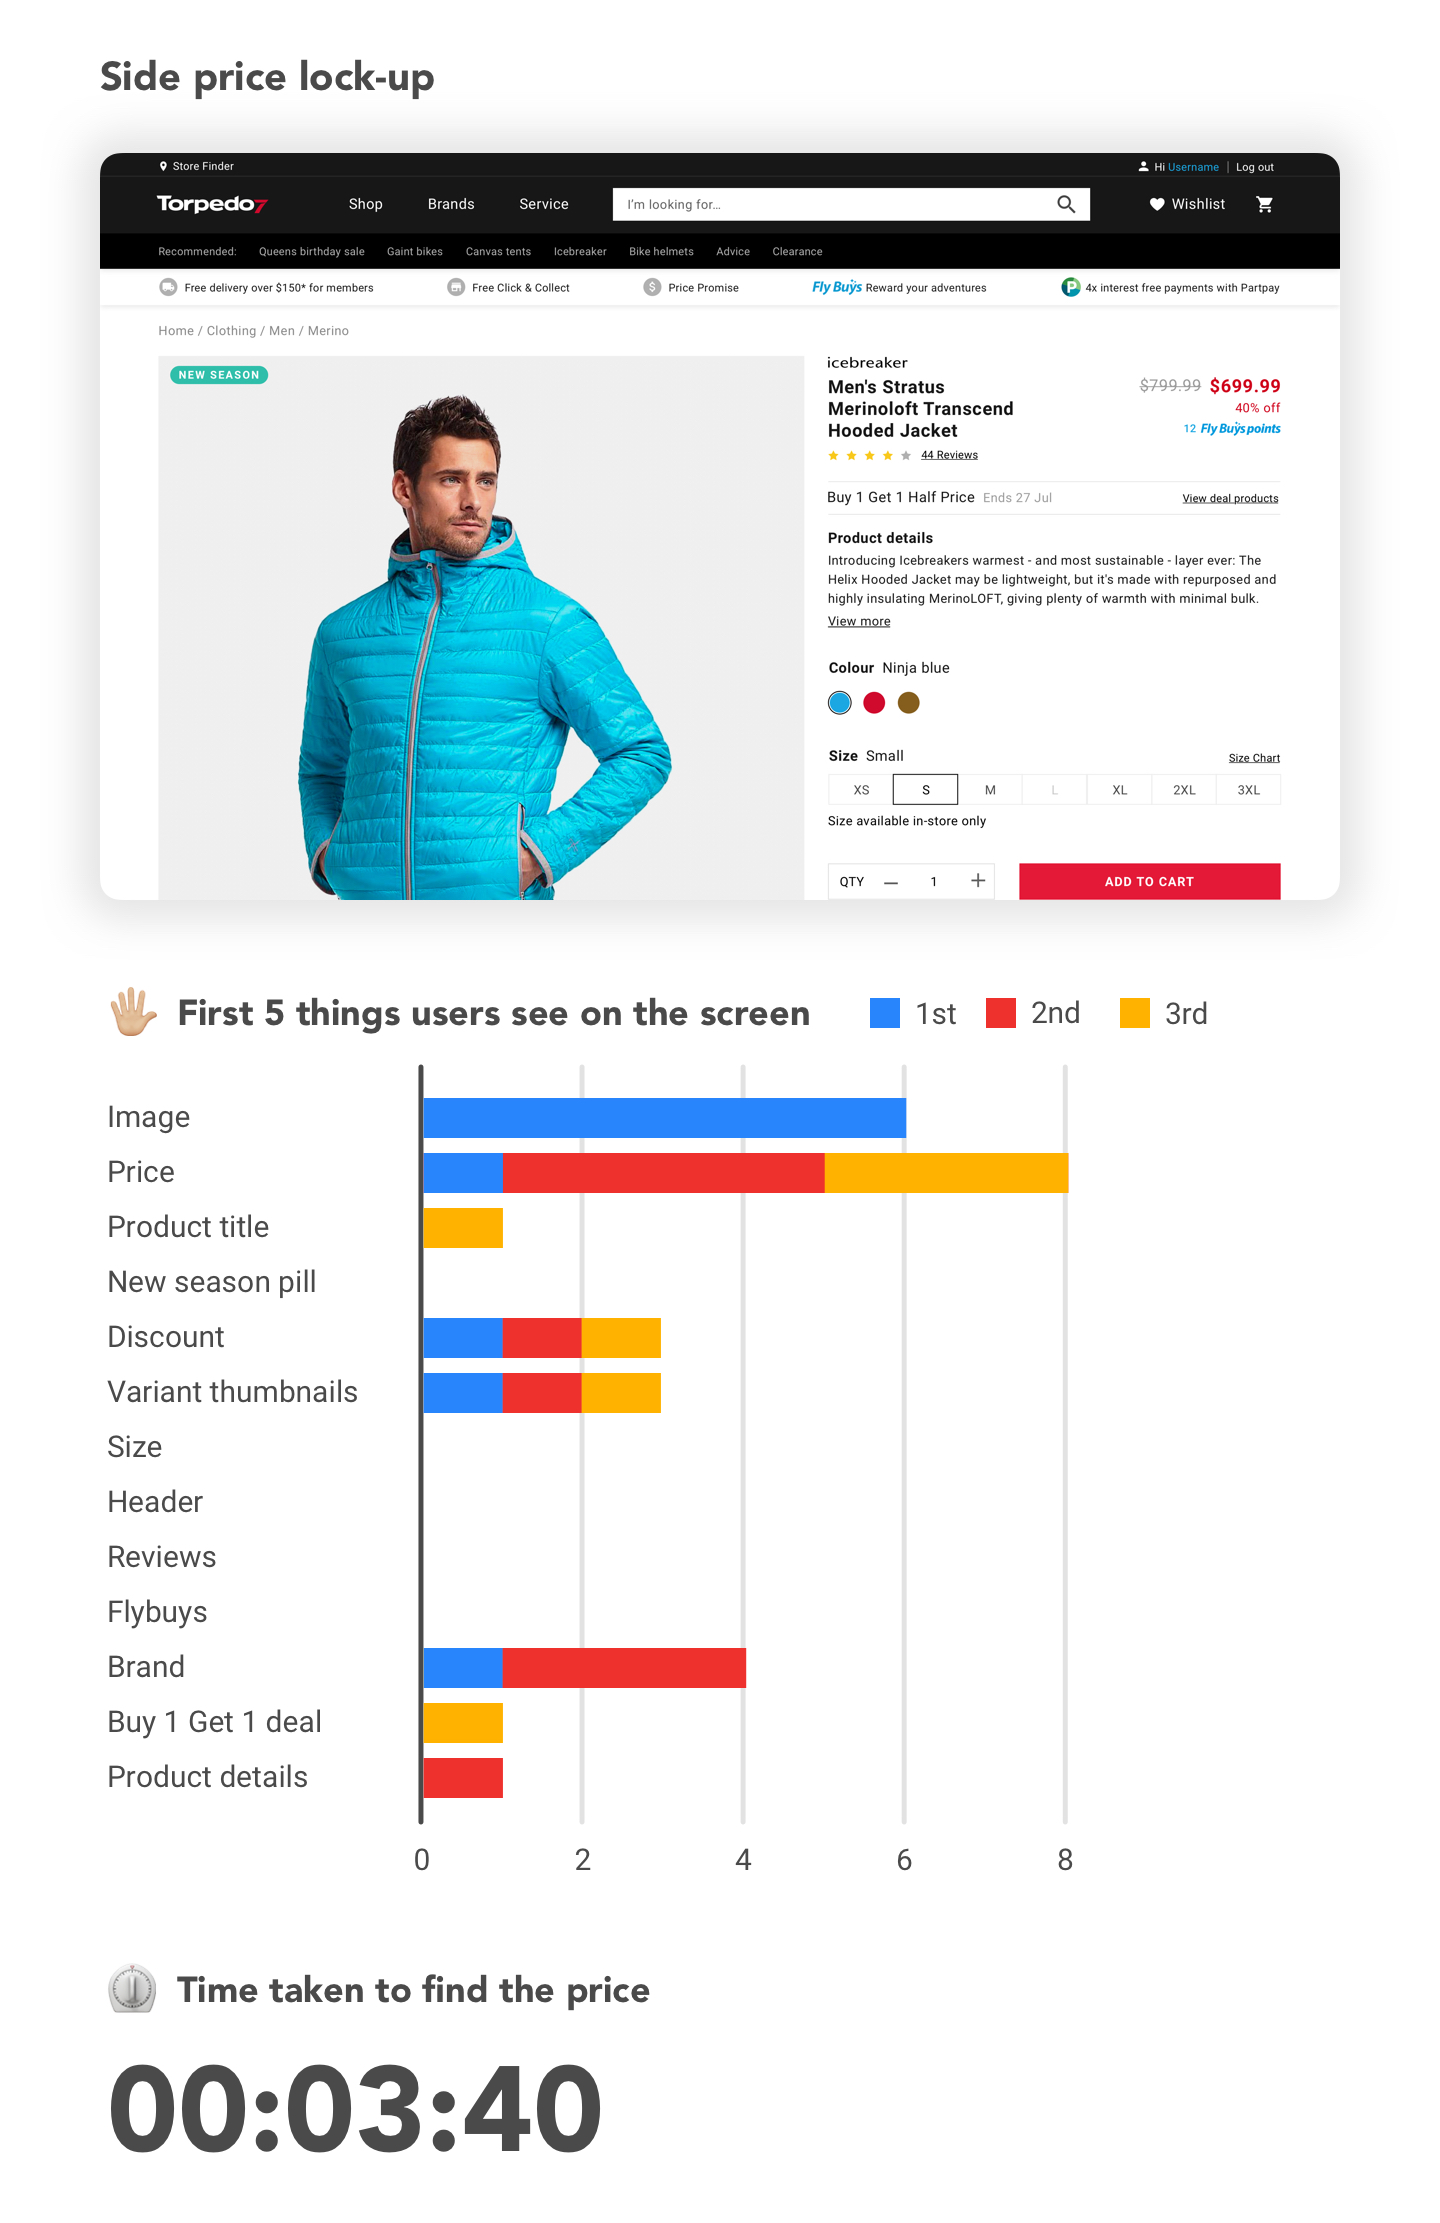 Side price lock-up
Store Finder
Hi Username | Log out
Torpedo7
Shop Brands Service
I'm looking for...
Wishlist
Recommended: Queens birthday sale Gaint bikes Canvas tents Icebreaker Bike helmets Advice Clearance
Free delivery over $150* for members
Free Click & Collect
$ Price Promise
Fly Buys Reward your adventures
P 4x interest free payments with Partpay
Home / Clothing / Men / Merino
NEW SEASON
icebreaker
Men's Stratus
Merinoloft Transcend
Hooded Jacket
$799.99 $699.99
40% off
12 Fly Buys points
44 Reviews
Buy 1 Get 1 Half Price Ends 27 Jul View deal products
Product details
Introducing Icebreakers warmest - and most sustainable - layer ever: The
Helix Hooded Jacket may be lightweight, but it's made with repurposed and
highly insulating MerinoLOFT, giving plenty of warmth with minimal bulk.
View more
Colour Ninja blue
Size Small Size Chart
XS S M L XL 2XL 3XL
Size available in-store only
QTY — 1 +
ADD TO CART
First 5 things users see on the screen
1st 2nd 3rd
Image
Price
Product title
New season pill
Discount
Variant thumbnails
Size
Header
Reviews
Flybuys
Brand
Buy 1 Get 1 deal
Product details
0 2 4 6 8
Time taken to find the price
00:03:40